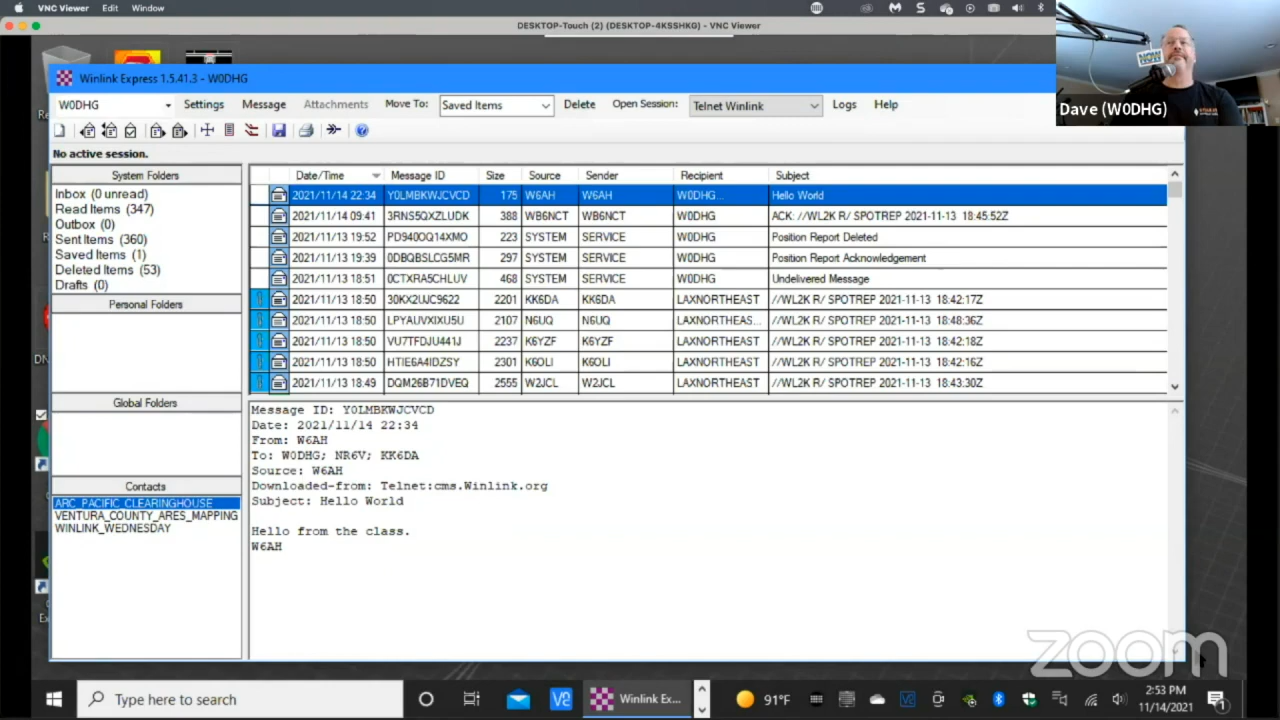 VNC Viewer Edit Window
DESKTOP-Touch (2) (DESKTOP-4KSSHKG) - VNC Viewer
Winlink Express 1.5.41.3 - W0DHG
W0DHG Settings Message Attachments Move To: Saved Items Delete Open Session: Telnet Winlink Logs Help
Dave (W0DHG)
No active session.
System Folders
Inbox (0 unread)
Read Items (347)
Outbox (0)
Sent Items (360)
Saved Items (1)
Deleted Items (53)
Drafts (0)
Personal Folders
Global Folders
Contacts
ARC_PACIFIC_CLEARINGHOUSE
VENTURA_COUNTY_ARES_MAPPING
WINLINK_WEDNESDAY
Date/Time Message ID Size Source Sender Recipient Subject
2021/11/14 22:34 Y0LMBKWJCVCD 175 W6AH W6AH W0DHG... Hello World
2021/11/14 09:41 3RNS5QXZLUDK 388 WB6NCT WB6NCT W0DHG ACK: //WL2K R/ SPOTREP 2021-11-13 18:45:52Z
2021/11/13 19:52 PD940OQ14XMO 223 SYSTEM SERVICE W0DHG Position Report Deleted
2021/11/13 19:39 0DBQBSLCG5MR 297 SYSTEM SERVICE W0DHG Position Report Acknowledgement
2021/11/13 18:51 0CTXRA5CHLUV 468 SYSTEM SERVICE W0DHG Undelivered Message
2021/11/13 18:50 30KX2UJC9622 2201 KK6DA KK6DA LAXNORTHEAST //WL2K R/ SPOTREP 2021-11-13 18:42:17Z
2021/11/13 18:50 LPYAUVXIXU5U 2107 N6UQ N6UQ LAXNORTHEAS... //WL2K R/ SPOTREP 2021-11-13 18:48:36Z
2021/11/13 18:50 VU7TFDJU441J 2237 K6YZF K6YZF LAXNORTHEAST //WL2K R/ SPOTREP 2021-11-13 18:42:18Z
2021/11/13 18:50 HTIE6A4IDZSY 2301 K6OLI K6OLI LAXNORTHEAST //WL2K R/ SPOTREP 2021-11-13 18:42:16Z
2021/11/13 18:49 DQM26B71DVEQ 2555 W2JCL W2JCL LAXNORTHEAST //WL2K R/ SPOTREP 2021-11-13 18:43:30Z
Message ID: Y0LMBKWJCVCD
Date: 2021/11/14 22:34
From: W6AH
To: W0DHG; NR6V; KK6DA
Source: W6AH
Downloaded-from: Telnet:cms.Winlink.org
Subject: Hello World
Hello from the class.
W6AH
zoom
Type here to search
Winlink Ex...
91°F
2:53 PM
11/14/2021
1